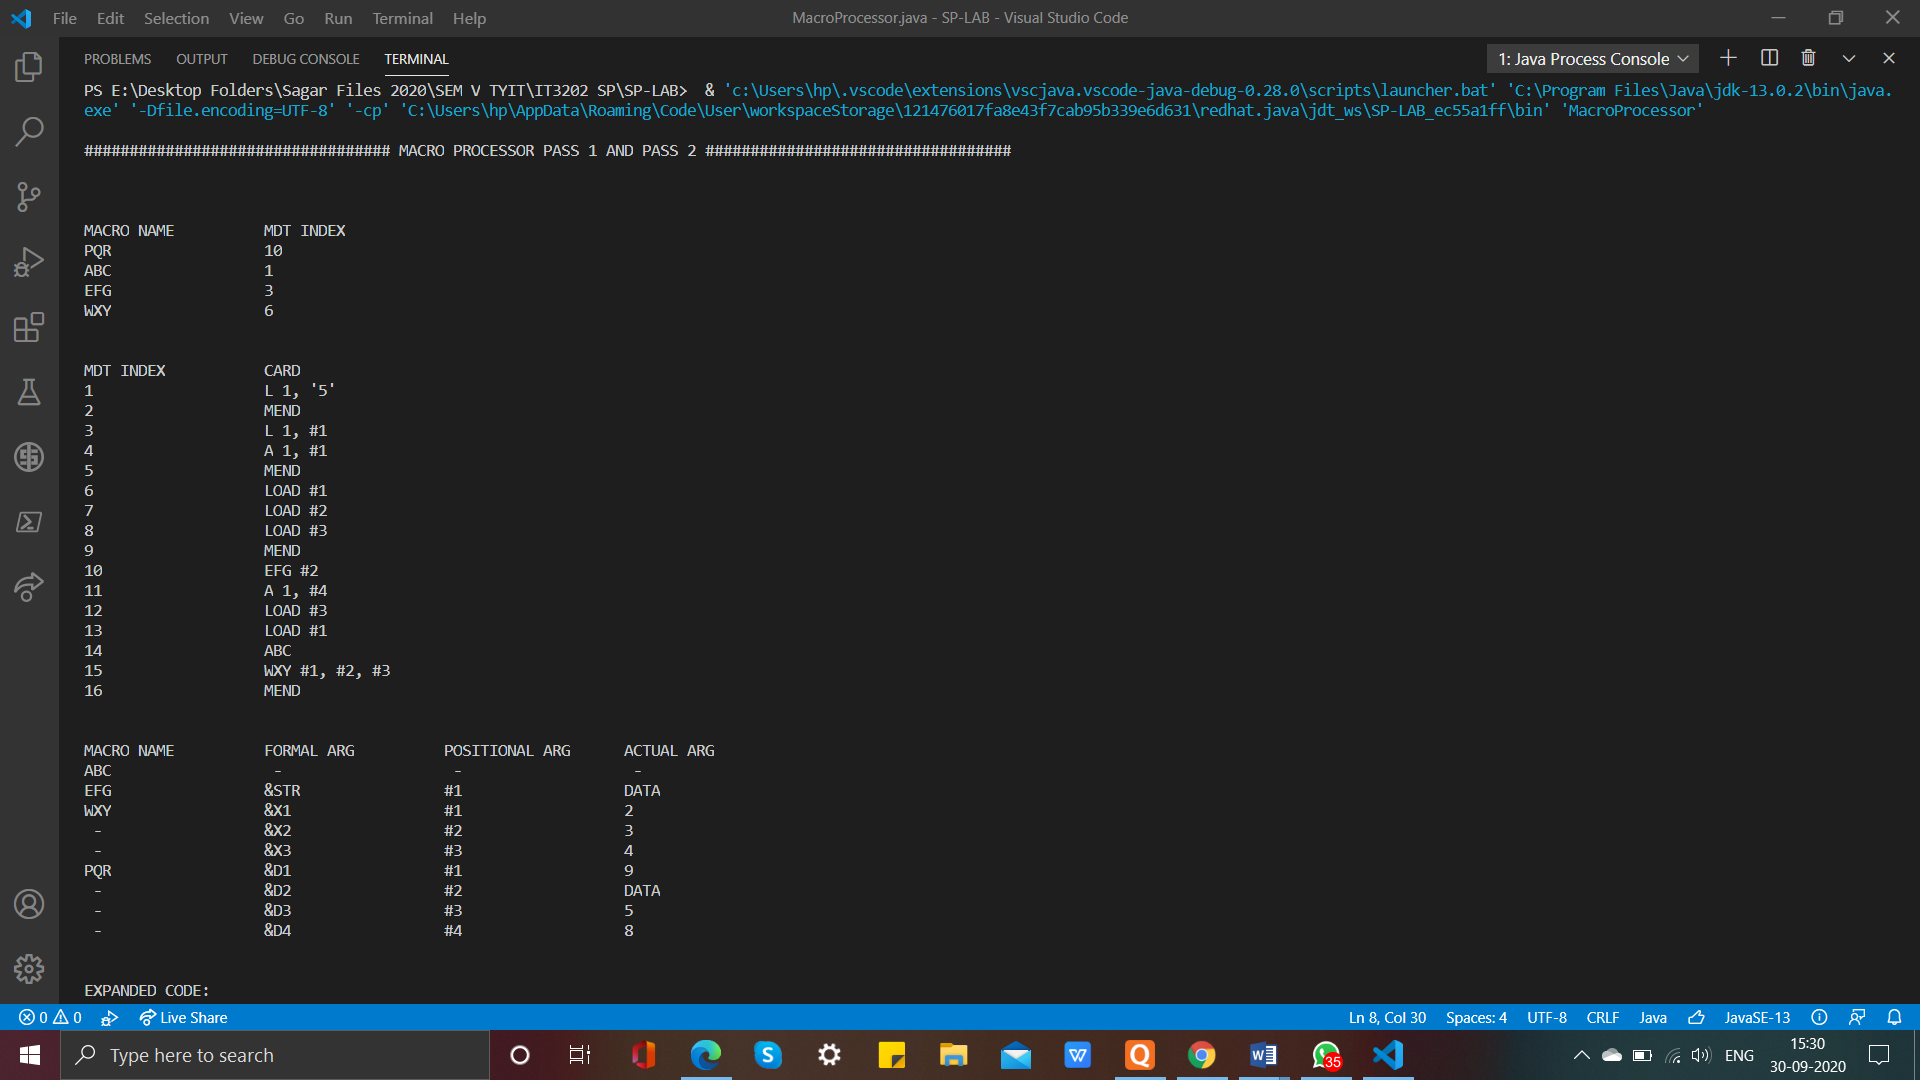 File Edit Selection View Go Run Terminal Help MacroProcessor.java - SP-LAB - Visual Studio Code
PROBLEMS OUTPUT DEBUG CONSOLE TERMINAL 1: Java Process Console
PS E:\Desktop Folders\Sagar Files 2020\SEM V TYIT\IT3202 SP\SP-LAB> & 'c:\Users\hp\.vscode\extensions\vscjava.vscode-java-debug-0.28.0\scripts\launcher.bat' 'C:\Program Files\Java\jdk-13.0.2\bin\java.
exe' '-Dfile.encoding=UTF-8' '-cp' 'C:\Users\hp\AppData\Roaming\Code\User\workspaceStorage\121476017fa8e43f7cab95b339e6d631\redhat.java\jdt_ws\SP-LAB_ec55a1ff\bin' 'MacroProcessor'
################################## MACRO PROCESSOR PASS 1 AND PASS 2 ##################################
MACRO NAME MDT INDEX
PQR 10
ABC 1
EFG 3
WXY 6
MDT INDEX CARD
1 L 1, '5'
2 MEND
3 L 1, #1
4 A 1, #1
5 MEND
6 LOAD #1
7 LOAD #2
8 LOAD #3
9 MEND
10 EFG #2
11 A 1, #4
12 LOAD #3
13 LOAD #1
14 ABC
15 WXY #1, #2, #3
16 MEND
MACRO NAME FORMAL ARG POSITIONAL ARG ACTUAL ARG
ABC - - -
EFG &STR #1 DATA
WXY &X1 #1 2
- &X2 #2 3
- &X3 #3 4
PQR &D1 #1 9
- &D2 #2 DATA
- &D3 #3 5
- &D4 #4 8
EXPANDED CODE:
0 0 Live Share Ln 8, Col 30 Spaces: 4 UTF-8 CRLF Java JavaSE-13
Type here to search 35 ENG 15:30
30-09-2020